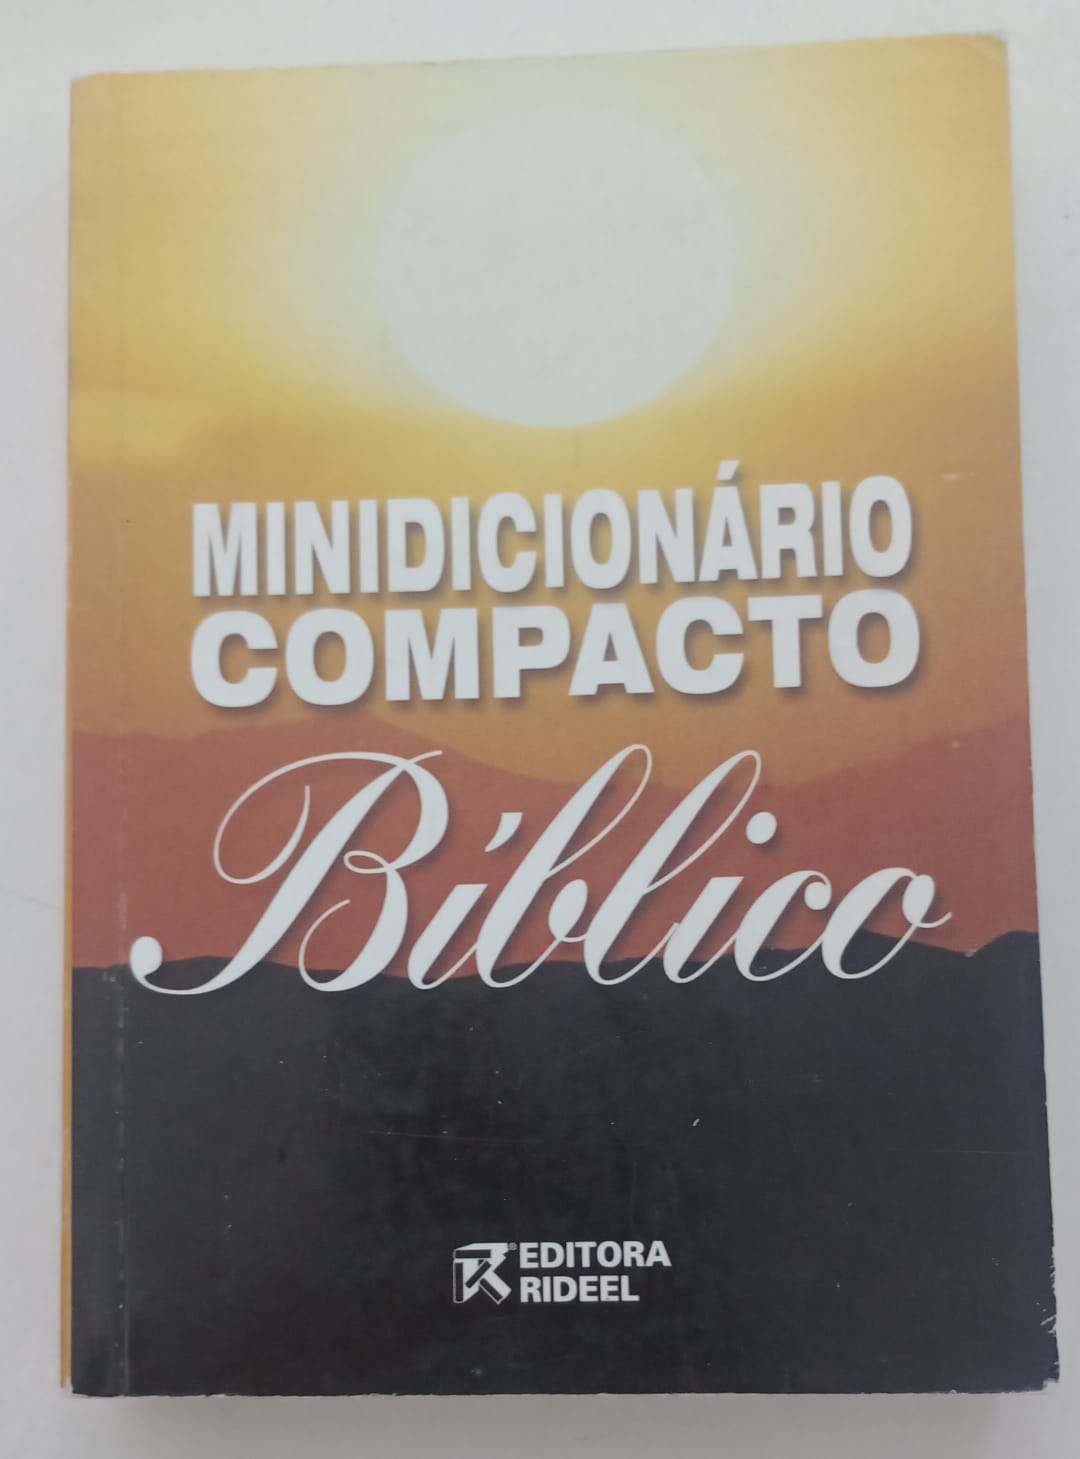 MINIDICIONÁRIO
COMPACTO
Bíblico
EDITORA
RIDEEL